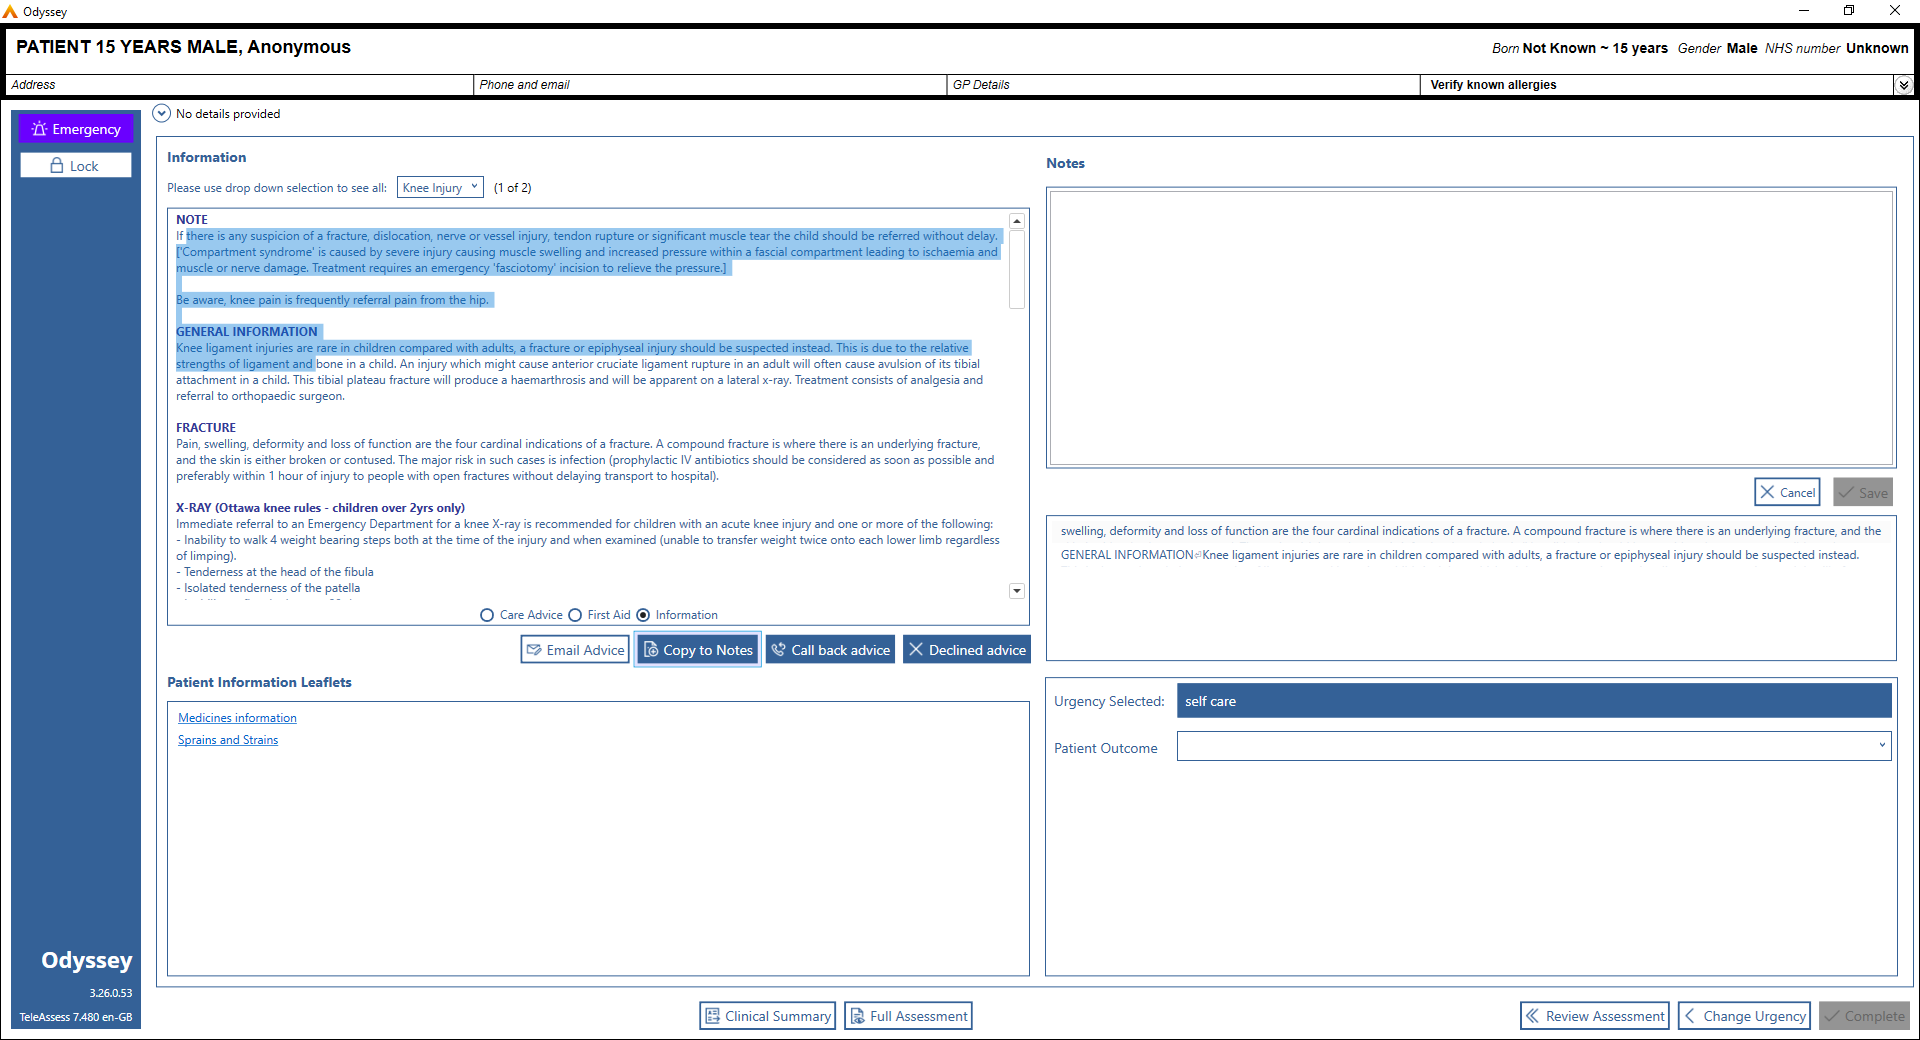 Odyssey
PATIENT 15 YEARS MALE, Anonymous
Born Not Known ~ 15 years Gender Male NHS number Unknown
Address
Phone and email
GP Details
Verify known allergies
Emergency
Lock
No details provided
Information
Please use drop down selection to see all: Knee Injury (1 of 2)
NOTE
If there is any suspicion of a fracture, dislocation, nerve or vessel injury, tendon rupture or significant muscle tear the child should be referred without delay.
['Compartment syndrome' is caused by severe injury causing muscle swelling and increased pressure within a fascial compartment leading to ischaemia and
muscle or nerve damage. Treatment requires an emergency 'fasciotomy' incision to relieve the pressure.]
Be aware, knee pain is frequently referral pain from the hip.
GENERAL INFORMATION
Knee ligament injuries are rare in children compared with adults, a fracture or epiphyseal injury should be suspected instead. This is due to the relative
strengths of ligament and bone in a child. An injury which might cause anterior cruciate ligament rupture in an adult will often cause avulsion of its tibial
attachment in a child. This tibial plateau fracture will produce a haemarthrosis and will be apparent on a lateral x-ray. Treatment consists of analgesia and
referral to orthopaedic surgeon.
FRACTURE
Pain, swelling, deformity and loss of function are the four cardinal indications of a fracture. A compound fracture is where there is an underlying fracture,
and the skin is either broken or contused. The major risk in such cases is infection (prophylactic IV antibiotics should be considered as soon as possible and
preferably within 1 hour of injury to people with open fractures without delaying transport to hospital).
X-RAY (Ottawa knee rules - children over 2yrs only)
Immediate referral to an Emergency Department for a knee X-ray is recommended for children with an acute knee injury and one or more of the following:
- Inability to walk 4 weight bearing steps both at the time of the injury and when examined (unable to transfer weight twice onto each lower limb regardless
of limping).
- Tenderness at the head of the fibula
- Isolated tenderness of the patella
Care Advice First Aid Information
Email Advice
Copy to Notes
Call back advice
Declined advice
Patient Information Leaflets
Medicines information
Sprains and Strains
Notes
Cancel
Save
swelling, deformity and loss of function are the four cardinal indications of a fracture. A compound fracture is where there is an underlying fracture, and the
GENERAL INFORMATION⏎Knee ligament injuries are rare in children compared with adults, a fracture or epiphyseal injury should be suspected instead.
Urgency Selected: self care
Patient Outcome
Odyssey
3.26.0.53
TeleAssess 7.480 en-GB
Clinical Summary
Full Assessment
Review Assessment
Change Urgency
Complete